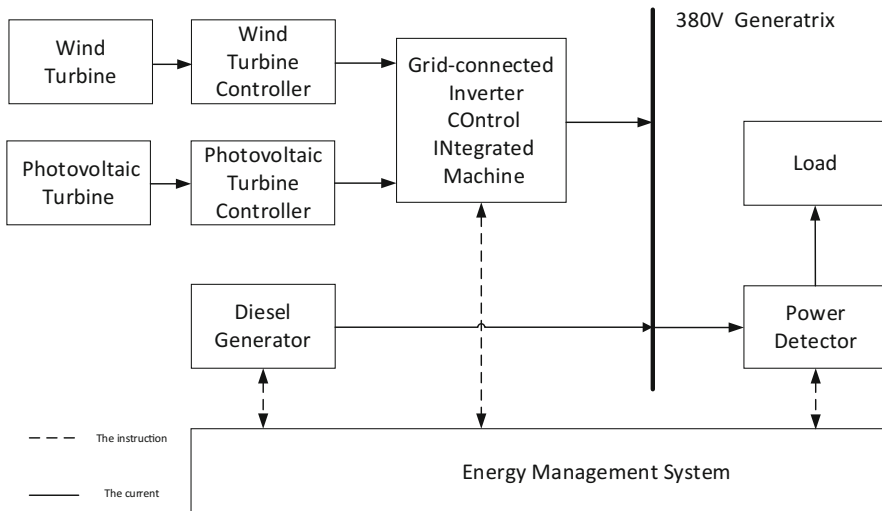 380V Generatrix
Wind
Turbine
Wind
Turbine
Controller
Grid-connected
Inverter
COntrol
INtegrated
Machine
Photovoltaic
Turbine
Photovoltaic
Turbine
Controller
Load
Diesel
Generator
Power
Detector
The instruction
Energy Management System
The current